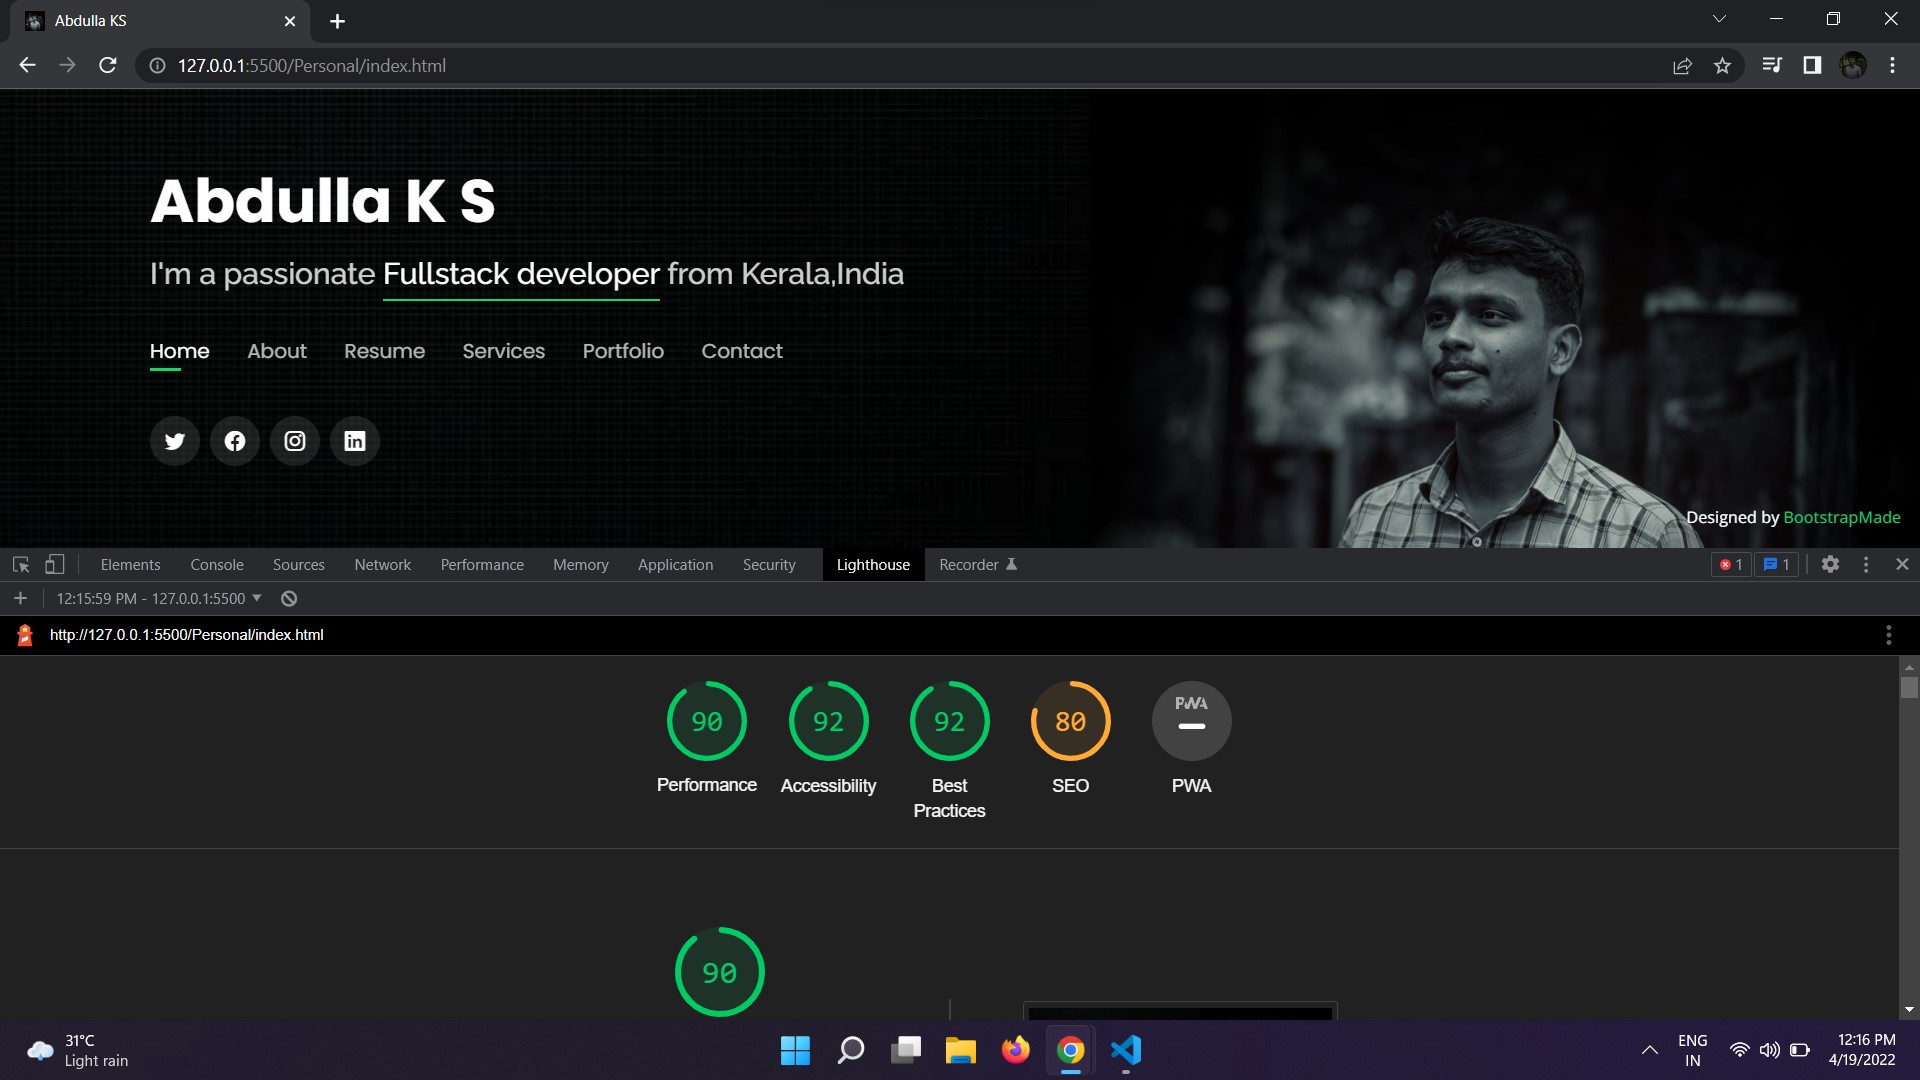 Abdulla KS
127.0.0.1:5500/Personal/index.html
Abdulla K S
I'm a passionate Fullstack developer from Kerala,India
Home About Resume Services Portfolio Contact
Designed by BootstrapMade
Elements Console Sources Network Performance Memory Application Security Lighthouse Recorder 1 1
12:15:59 PM - 127.0.0.1:5500
http://127.0.0.1:5500/Personal/index.html
90 92 92 80 PWA
Performance Accessibility Best Practices SEO PWA
90
31°C
Light rain
ENG
IN
12:16 PM
4/19/2022